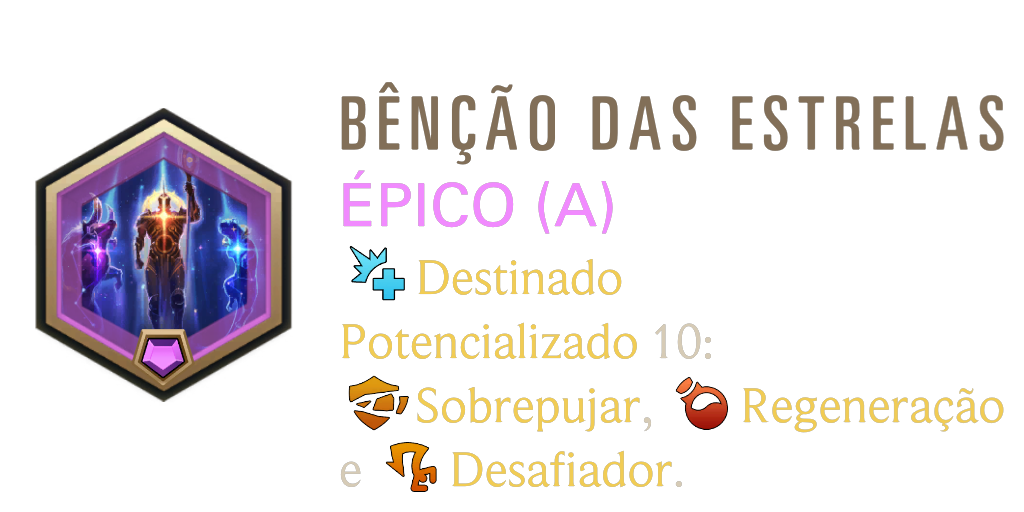 BÊNÇÃO DAS ESTRELAS
ÉPICO (A)
Destinado
Potencializado 10:
Sobrepujar, Regeneração
e Desafiador.